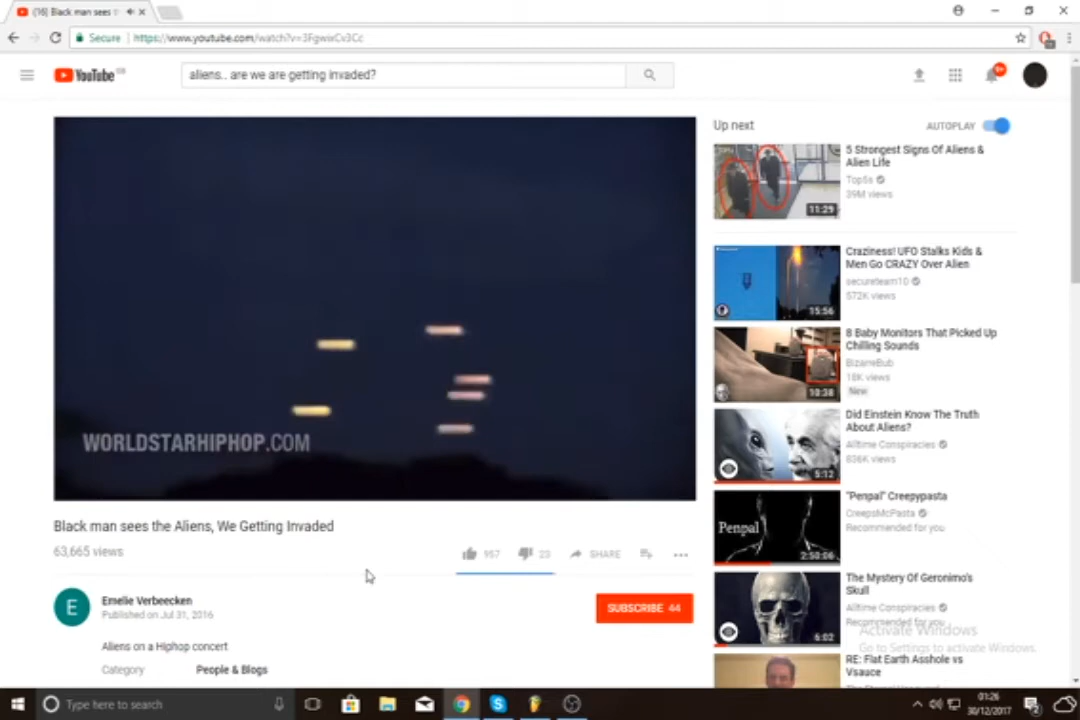 (16) Black man sees t
Secure
https://www.youtube.com/watch?v=3FgwixCv3Cc
YouTube
aliens.. are we are getting invaded?
9+
WORLDSTARHIPHOP.COM
Black man sees the Aliens, We Getting Invaded
63,665 views
957
23
SHARE
E
Emelie Verbeecken
Published on Jul 31, 2016
SUBSCRIBE 44
Aliens on a Hiphop concert
Category
People & Blogs
Up next
AUTOPLAY
11:29
5 Strongest Signs Of Aliens &
Alien Life
Top5s
39M views
15:56
Craziness! UFO Stalks Kids &
Men Go CRAZY Over Alien
secureteam10
572K views
10:38
8 Baby Monitors That Picked Up
Chilling Sounds
BizarreBub
18K views
New
5:12
Did Einstein Know The Truth
About Aliens?
Alltime Conspiracies
836K views
Penpal
2:50:06
"Penpal" Creepypasta
CreepsMcPasta
Recommended for you
6:02
The Mystery Of Geronimo's
Skull
Alltime Conspiracies
Recommended for you
RE: Flat Earth Asshole vs
Vsauce
Activate Windows
Go to Settings to activate Windows.
Type here to search
01:26
30/12/2017
2